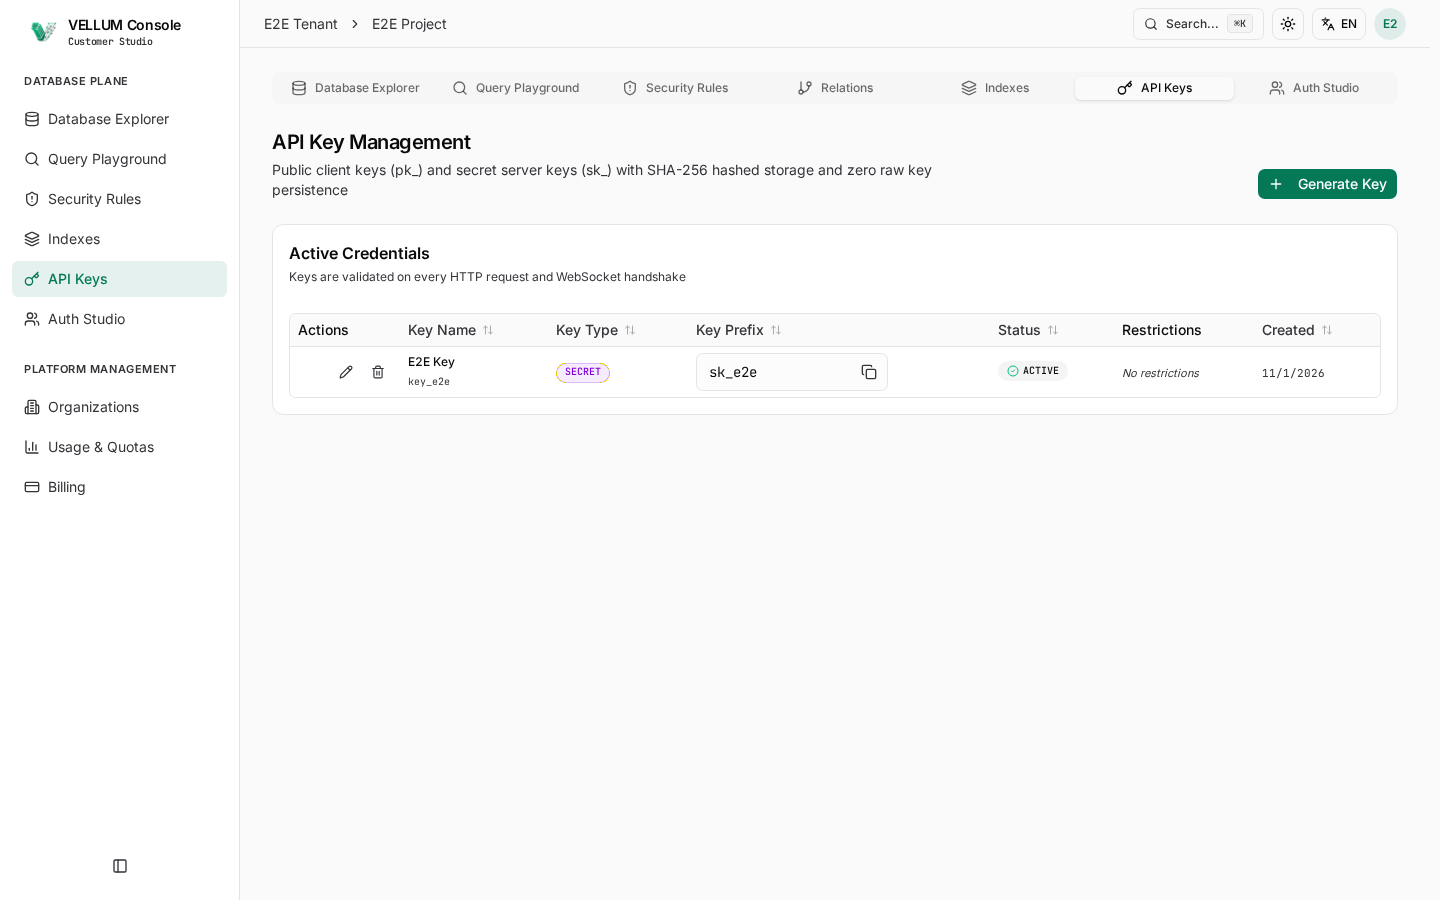 VELLUM Console
Customer Studio
E2E Tenant
E2E Project
Search...
⌘K
EN
E2
DATABASE PLANE
Database Explorer
Query Playground
Security Rules
Indexes
API Keys
Auth Studio
PLATFORM MANAGEMENT
Organizations
Usage & Quotas
Billing
Database Explorer
Query Playground
Security Rules
Relations
Indexes
API Keys
Auth Studio
API Key Management
Public client keys (pk_) and secret server keys (sk_) with SHA-256 hashed storage and zero raw key
persistence
Generate Key
Active Credentials
Keys are validated on every HTTP request and WebSocket handshake
Actions Key Name Key Type Key Prefix Status Restrictions Created
E2E Key
key_e2e
SECRET
sk_e2e
ACTIVE
No restrictions
11/1/2026